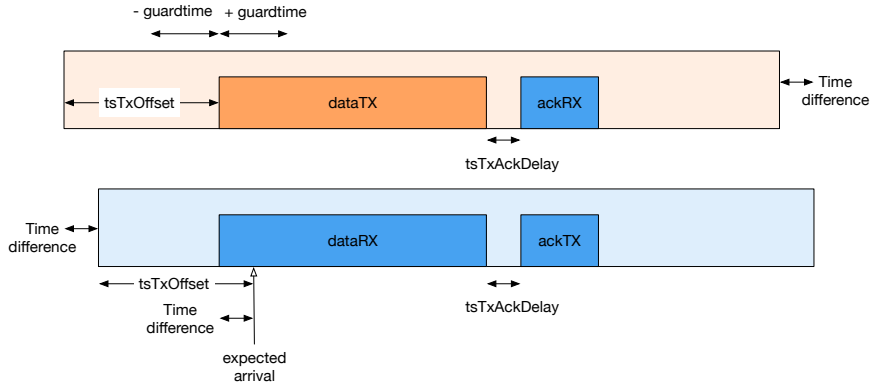 - guardtime
+ guardtime
tsTxOffset
dataTX
ackRX
Time
difference
tsTxAckDelay
Time
difference
dataRX
ackTX
tsTxOffset
tsTxAckDelay
Time
difference
expected
arrival